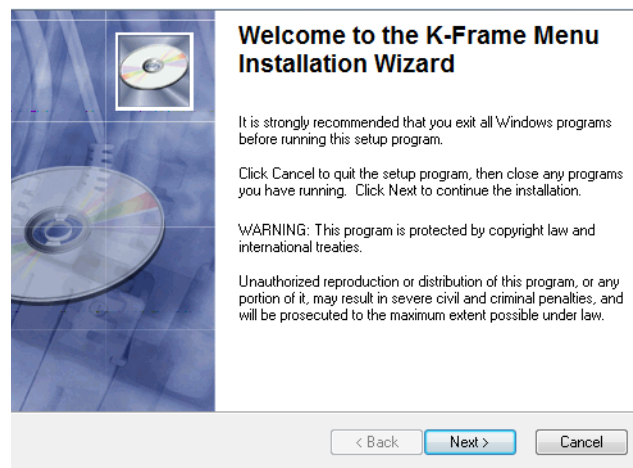 Welcome to the K-Frame Menu
Installation Wizard
It is strongly recommended that you exit all Windows programs
before running this setup program.
Click Cancel to quit the setup program, then close any programs
you have running.  Click Next to continue the installation.
WARNING: This program is protected by copyright law and
international treaties.
Unauthorized reproduction or distribution of this program, or any
portion of it, may result in severe civil and criminal penalties, and
will be prosecuted to the maximum extent possible under law.
< Back Next > Cancel